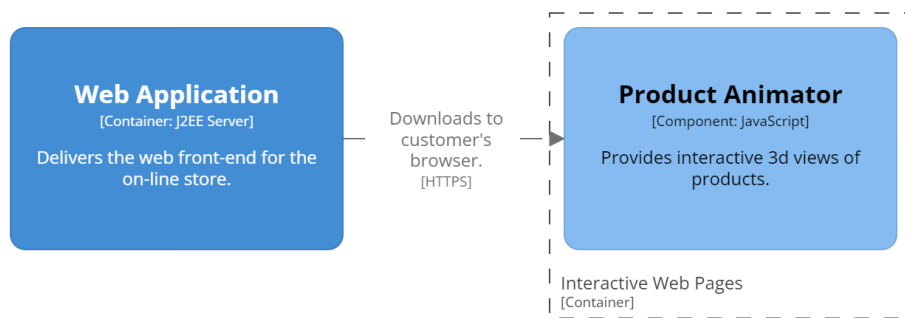 Web Application
[Container: J2EE Server]
Delivers the web front-end for the
on-line store.
Downloads to
customer's
browser.
[HTTPS]
Product Animator
[Component: JavaScript]
Provides interactive 3d views of
products.
Interactive Web Pages
[Container]